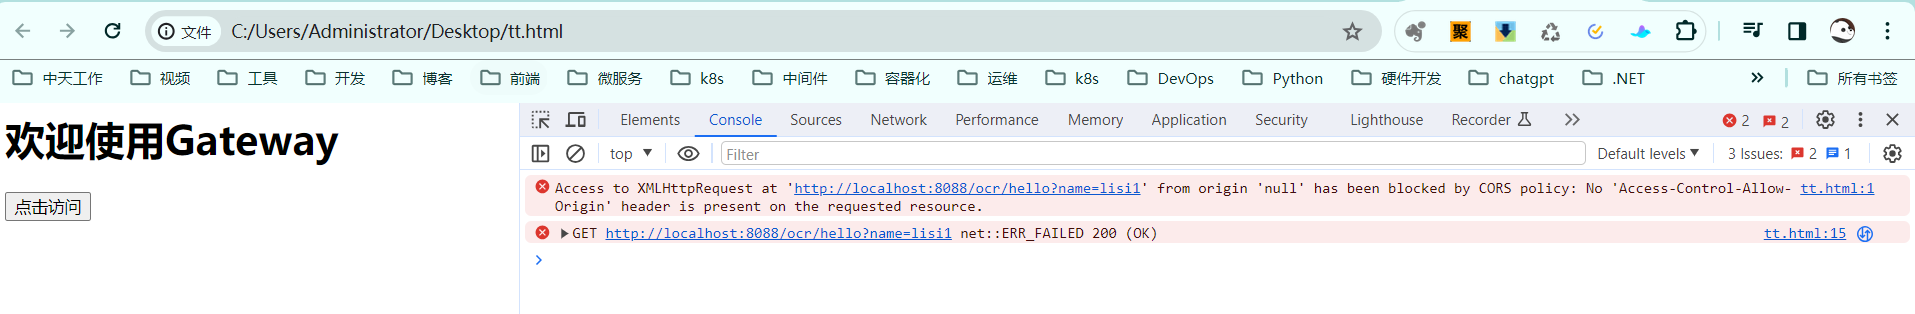 文件 C:/Users/Administrator/Desktop/tt.html 聚
中天工作 视频 工具 开发 博客 前端 微服务 k8s 中间件 容器化 运维 k8s DevOps Python 硬件开发 chatgpt .NET » 所有书签
欢迎使用Gateway
点击访问
Elements Console Sources Network Performance Memory Application Security Lighthouse Recorder 2 2
top Filter Default levels 3 Issues: 2 1
Access to XMLHttpRequest at 'http://localhost:8088/ocr/hello?name=lisi1' from origin 'null' has been blocked by CORS policy: No 'Access-Control-Allow- tt.html:1
Origin' header is present on the requested resource.
GET http://localhost:8088/ocr/hello?name=lisi1 net::ERR_FAILED 200 (OK) tt.html:15